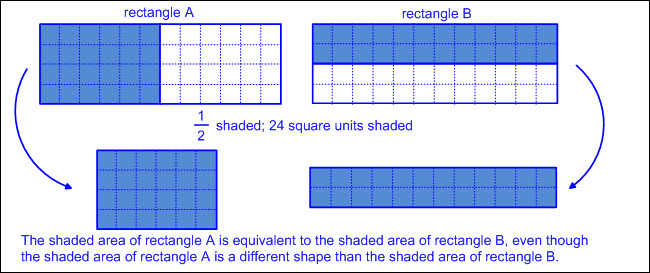 rectangle A
rectangle B
1/2 shaded; 24 square units shaded
The shaded area of rectangle A is equivalent to the shaded area of rectangle B, even though
the shaded area of rectangle A is a different shape than the shaded area of rectangle B.